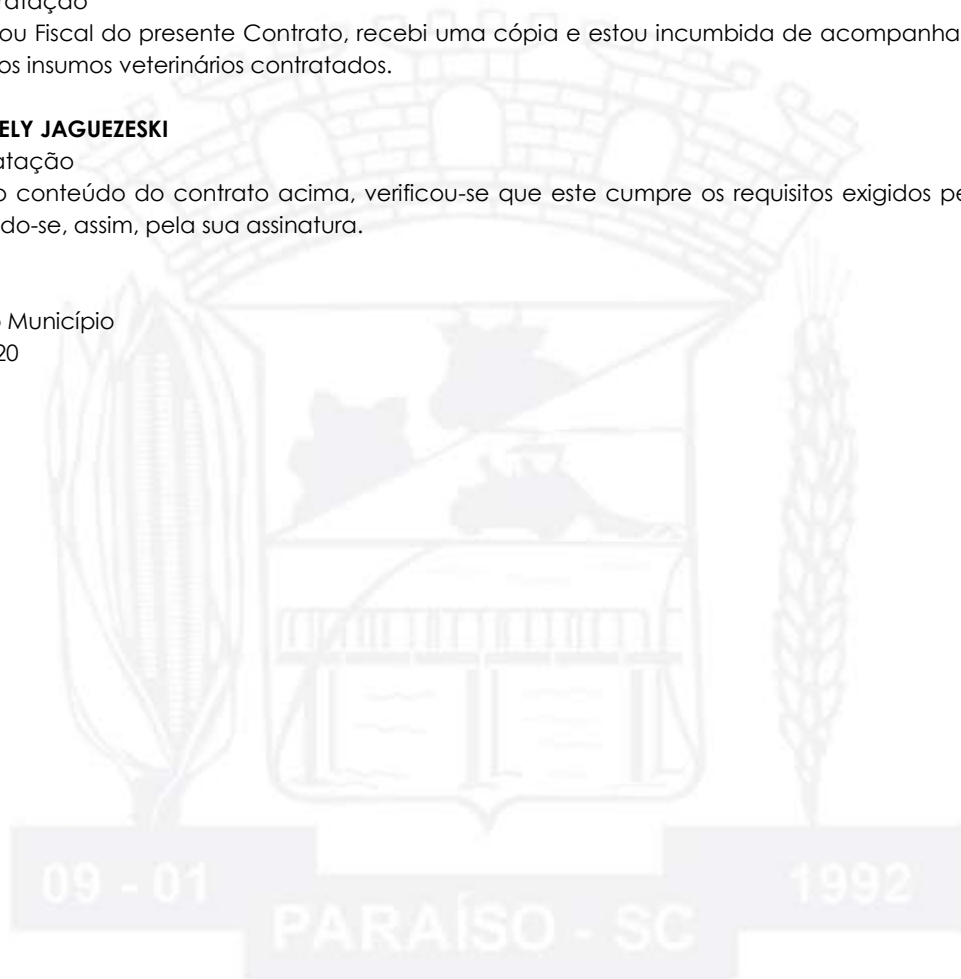 ratação
ou Fiscal do presente Contrato, recebi uma cópia e estou incumbida de acompanha
os insumos veterinários contratados.
ELY JAGUEZESKI
atação
o conteúdo do contrato acima, verificou-se que este cumpre os requisitos exigidos pe
do-se, assim, pela sua assinatura.
o Município
20
09 - 01
1992
PARAÍSO - SC